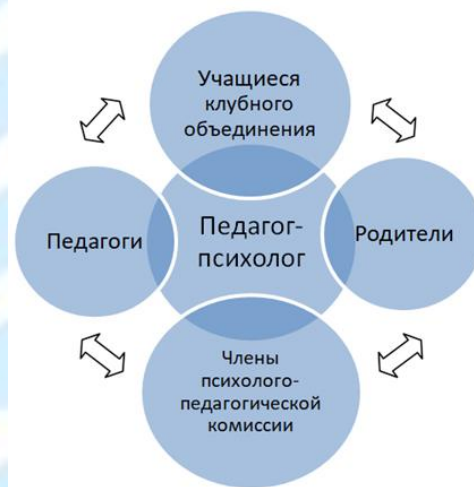 Учащиеся
клубного
объединения
Педагоги
Педагог-
психолог
Родители
Члены
психолого-
педагогической
комиссии